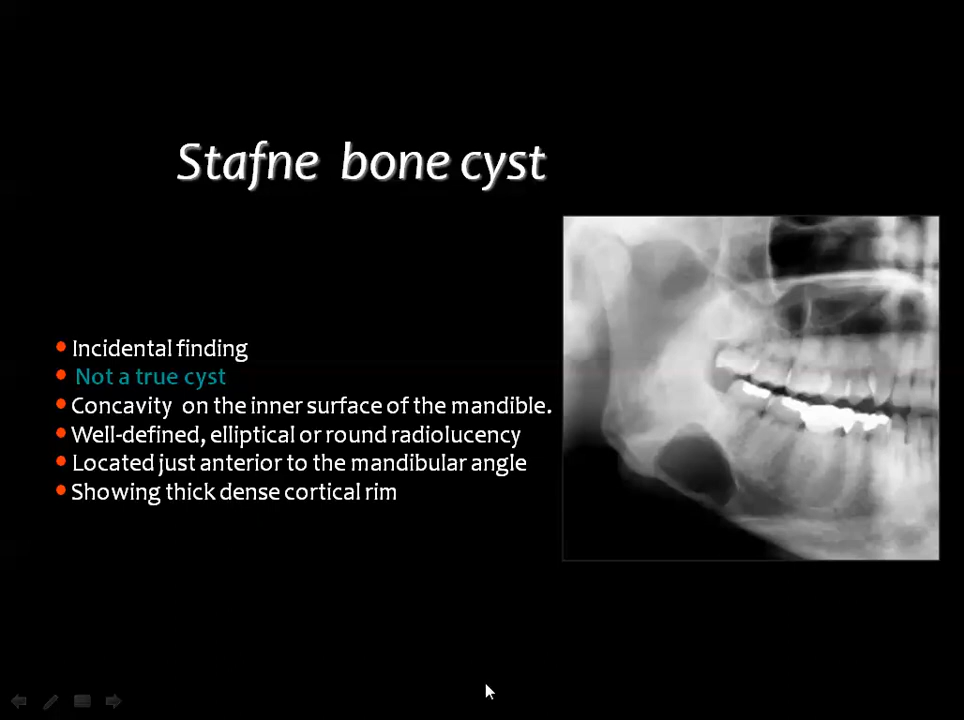 Stafne bone cyst
Incidental finding
Not a true cyst
Concavity on the inner surface of the mandible.
Well-defined, elliptical or round radiolucency
Located just anterior to the mandibular angle
Showing thick dense cortical rim